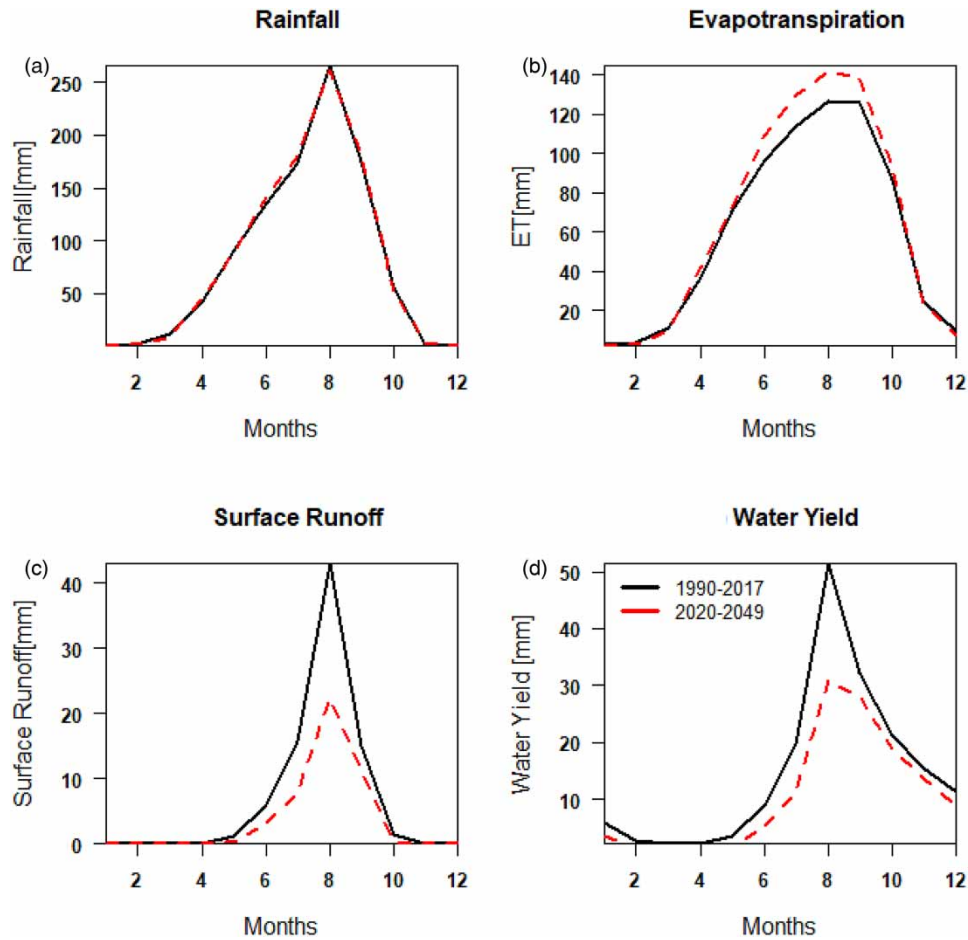 Rainfall
(a)
Rainfall[mm]
250
200
150
100
50
2 4 6 8 10 12
Months
Evapotranspiration
(b)
ET[mm]
140
120
100
80
60
40
20
2 4 6 8 10 12
Months
Surface Runoff
(c)
Surface Runoff[mm]
40
30
20
10
0
2 4 6 8 10 12
Months
Water Yield
(d)
Water Yield [mm]
50
40
30
20
10
1990-2017
2020-2049
2 4 6 8 10 12
Months